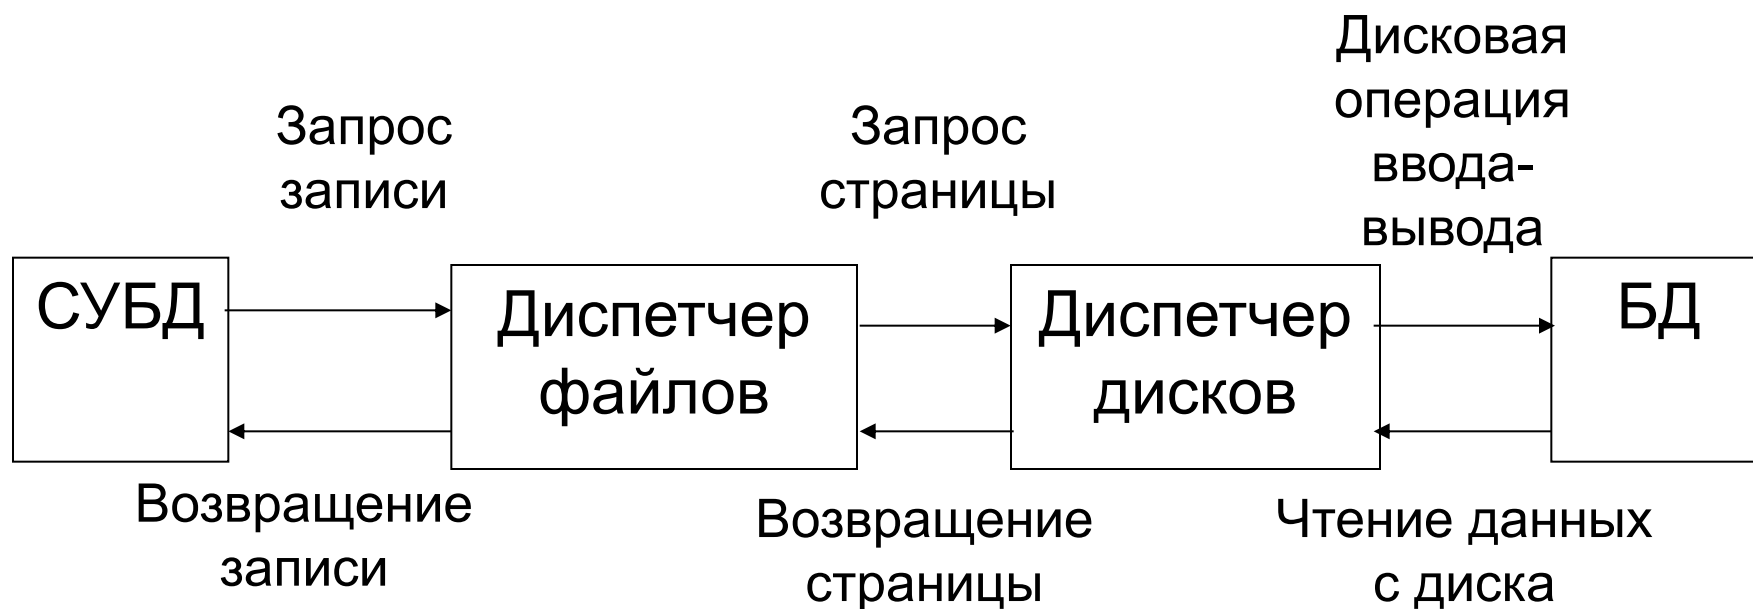 Запрос
записи
Запрос
страницы
Дисковая
операция
ввода-
вывода
СУБД
Диспетчер
файлов
Диспетчер
дисков
БД
Возвращение
записи
Возвращение
страницы
Чтение данных
с диска